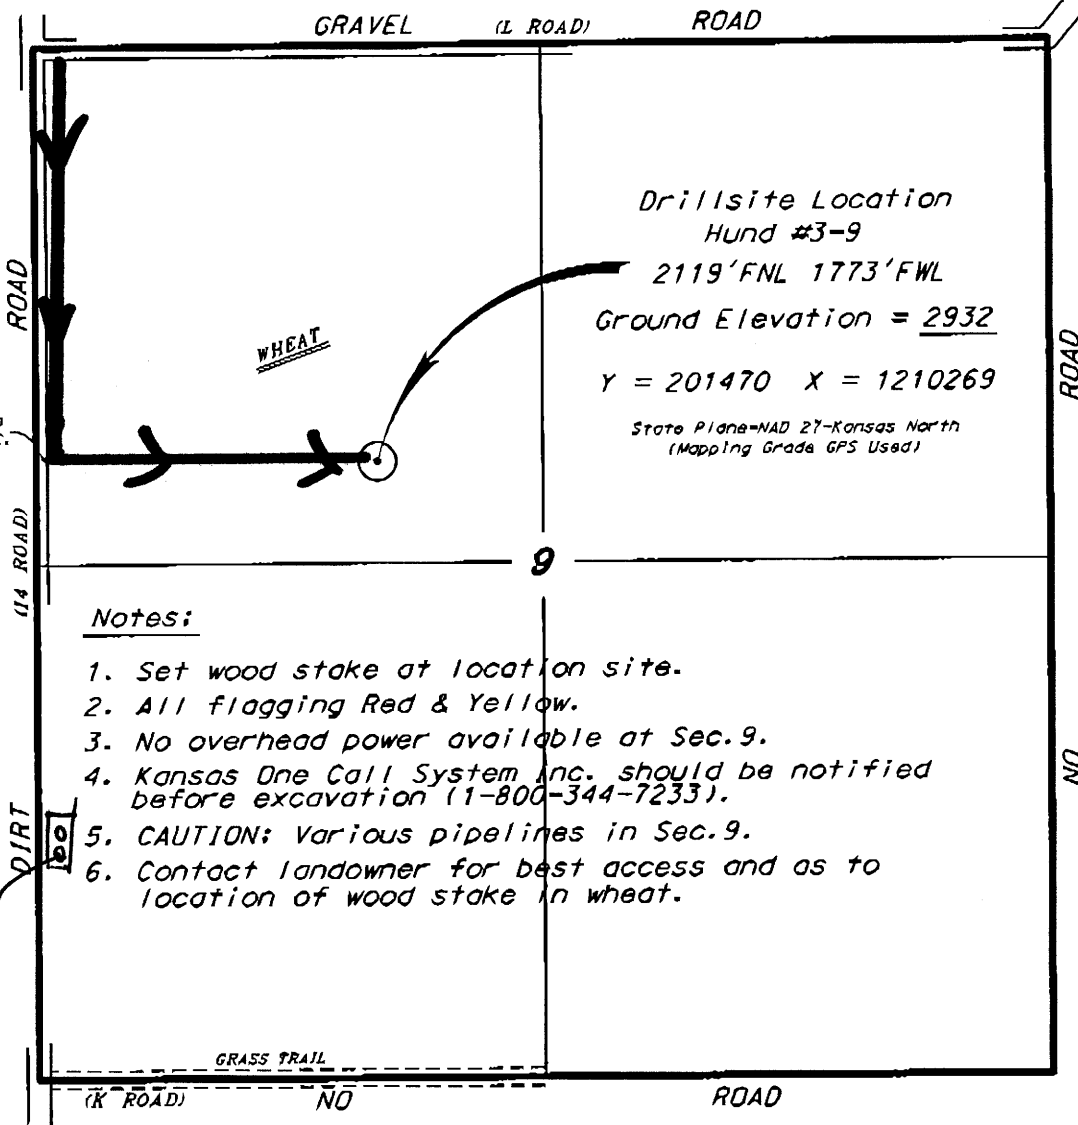 GRAVEL (L ROAD) ROAD
Drillsite Location
Hund #3-9
2119'FNL 1773'FWL
Ground Elevation = 2932
Y = 201470 X = 1210269
State Plane-NAD 27-Kansas North
(Mapping Grade GPS Used)
WHEAT
ROAD
(14 ROAD)
DIRT
ROAD
NO
9
Notes:
1. Set wood stake at location site.
2. All flagging Red & Yellow.
3. No overhead power available at Sec.9.
4. Kansas One Call System Inc. should be notified
before excavation (1-800-344-7233).
5. CAUTION: Various pipelines in Sec.9.
6. Contact landowner for best access and as to
location of wood stake in wheat.
GRASS TRAIL
(K ROAD) NO ROAD